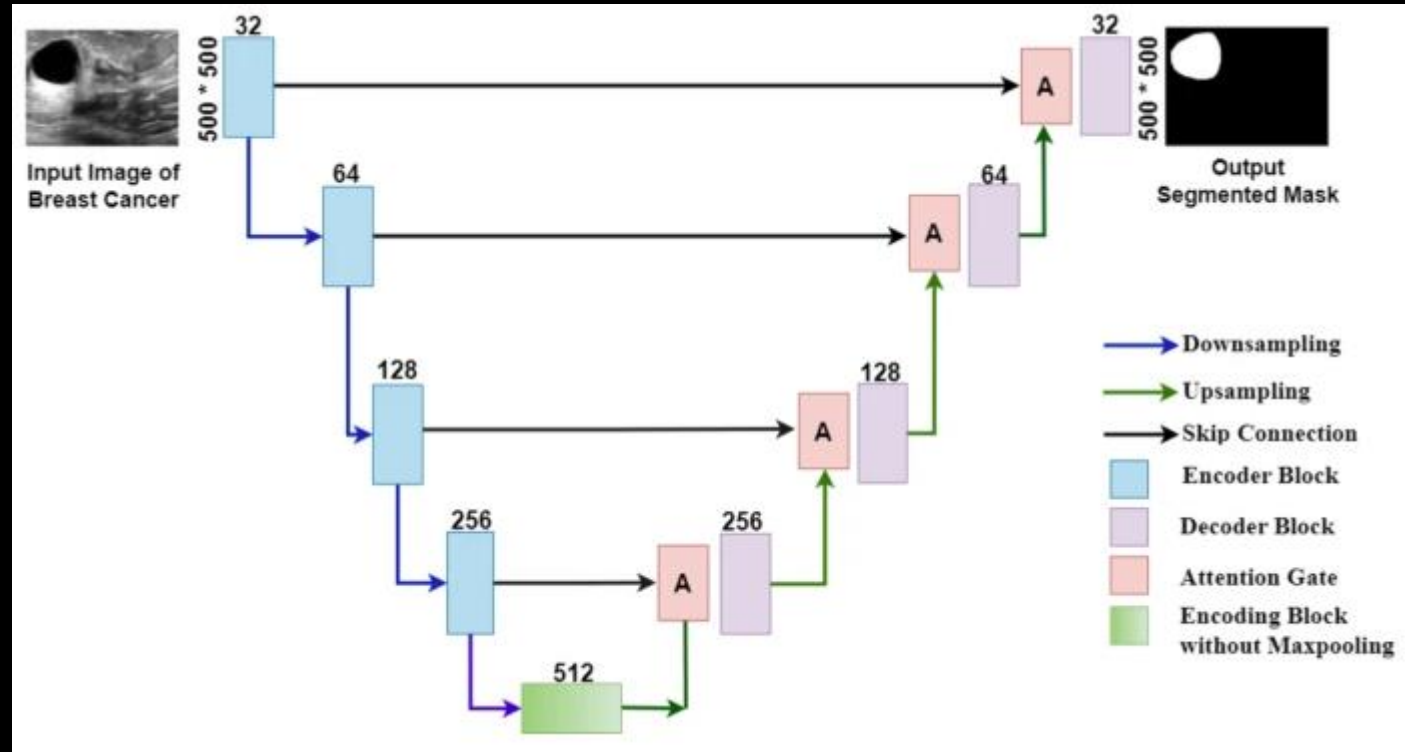 32
500 * 500
Input Image of
Breast Cancer
A
32
500 * 500
Output
Segmented Mask
64
A
64
128
A
128
256
A
256
512
Downsampling
Upsampling
Skip Connection
Encoder Block
Decoder Block
Attention Gate
Encoding Block
without Maxpooling